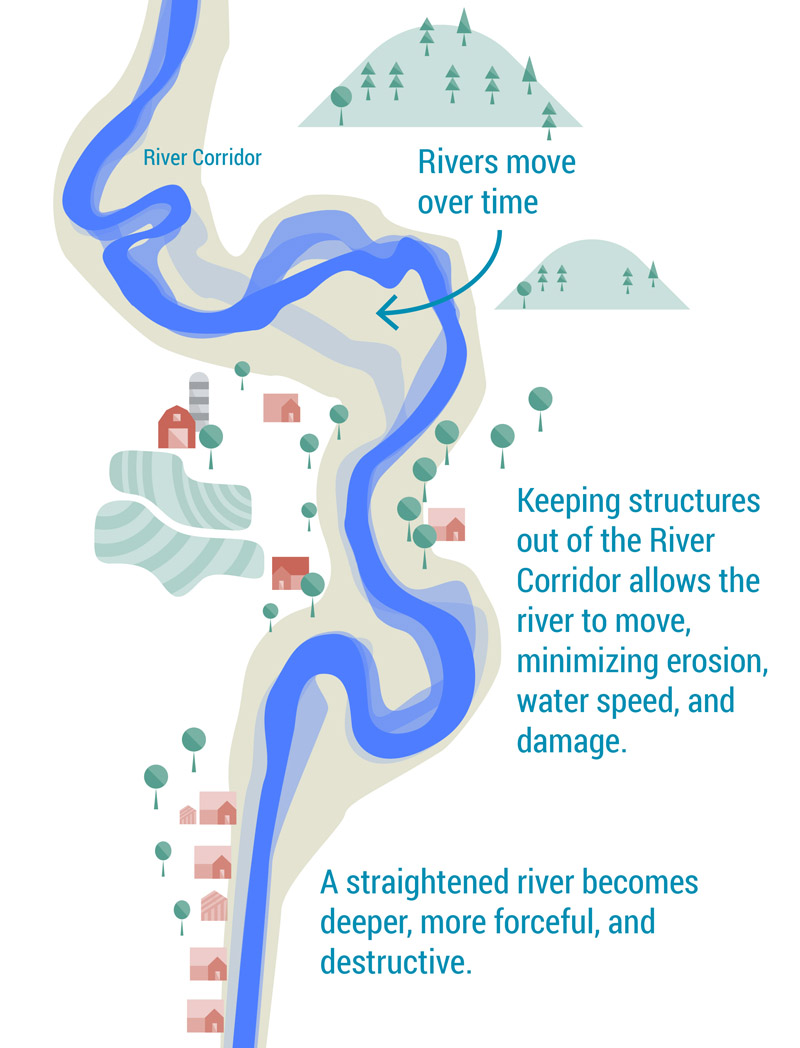 River Corridor
Rivers move
over time
Keeping structures
out of the River
Corridor allows the
river to move,
minimizing erosion,
water speed, and
damage.
A straightened river becomes
deeper, more forceful, and
destructive.